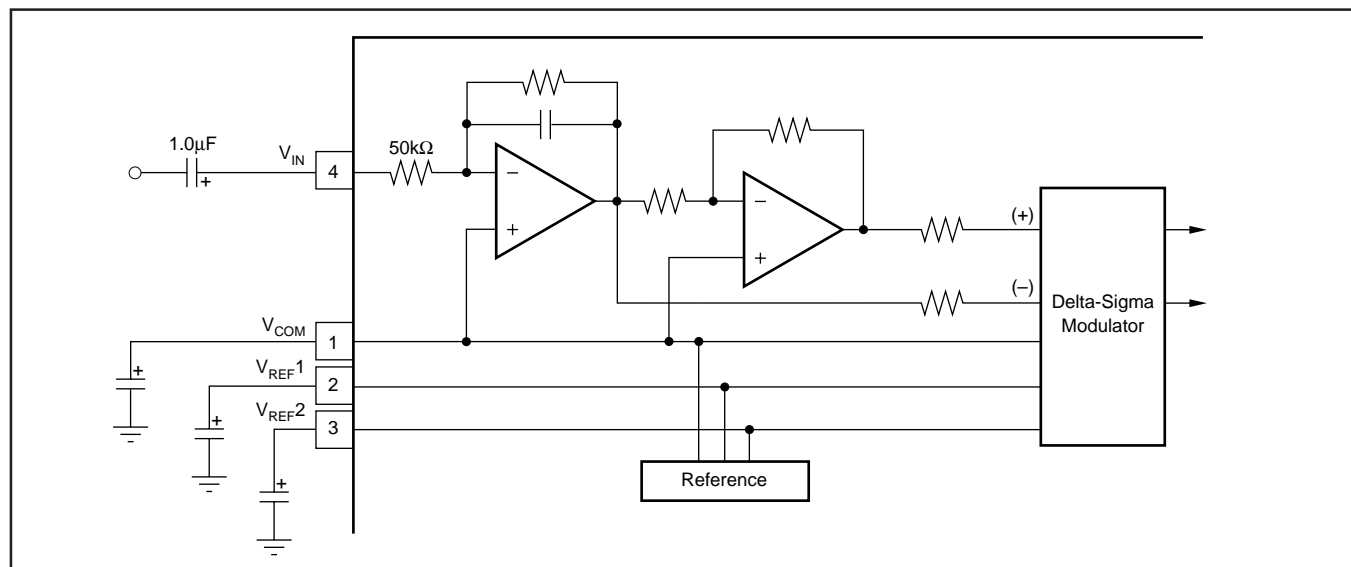 1.0µF
V_IN
4
50kΩ
−
+
−
+
(+)
(−)
Delta-Sigma
Modulator
V_COM
1
V_REF1
2
V_REF2
3
+
+
+
+
Reference